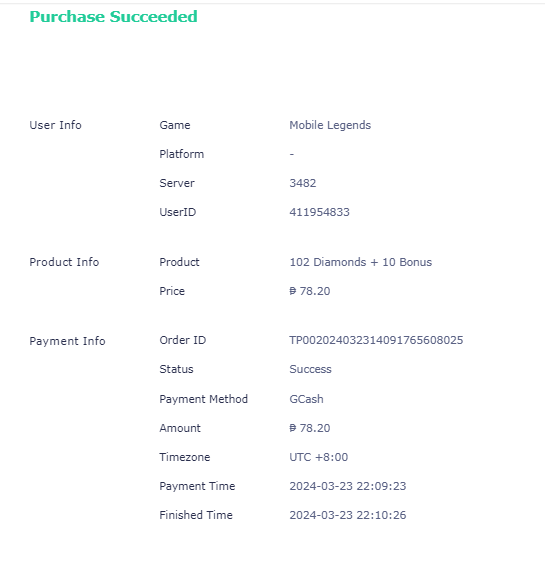 Purchase Succeeded
User Info Game Mobile Legends
Platform -
Server 3482
UserID 411954833
Product Info Product 102 Diamonds + 10 Bonus
Price ₱ 78.20
Payment Info Order ID TP002024032314091765608025
Status Success
Payment Method GCash
Amount ₱ 78.20
Timezone UTC +8:00
Payment Time 2024-03-23 22:09:23
Finished Time 2024-03-23 22:10:26